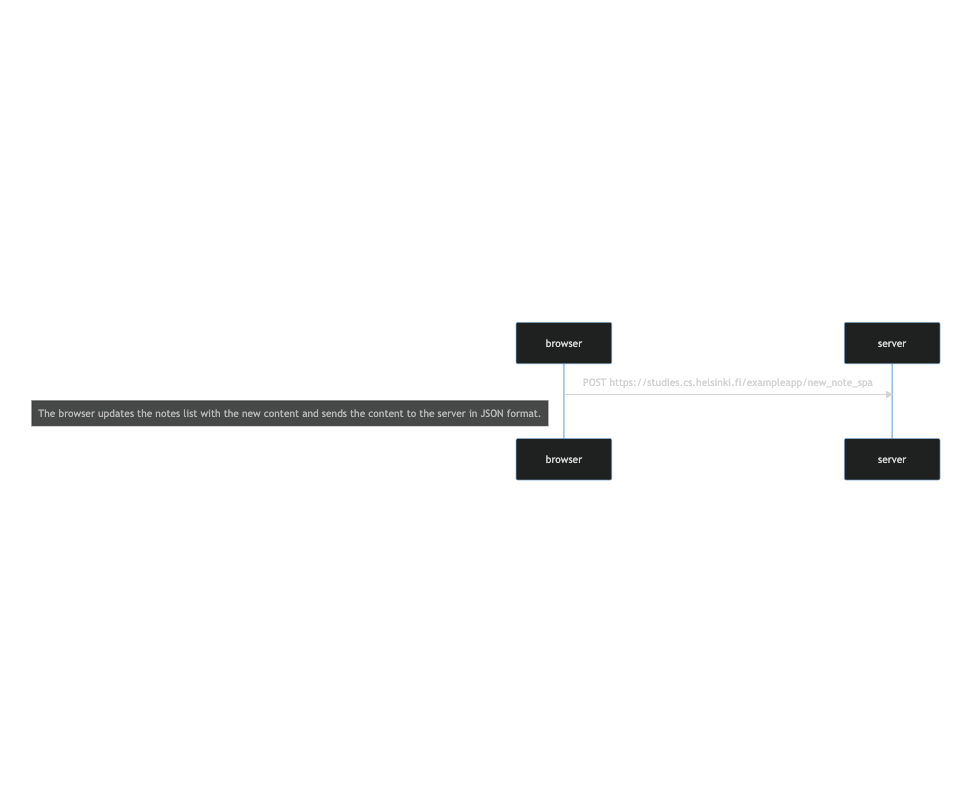 browser
server
POST https://studies.cs.helsinki.fi/exampleapp/new_note_spa
The browser updates the notes list with the new content and sends the content to the server in JSON format.
browser
server